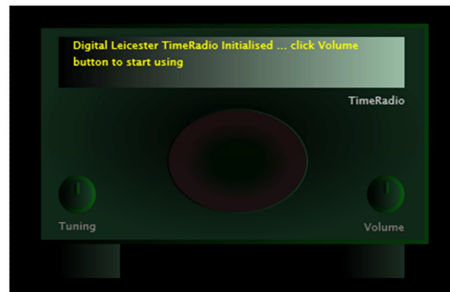 Digital Leicester TimeRadio Initialised ... click Volume
button to start using
TimeRadio
Tuning
Volume